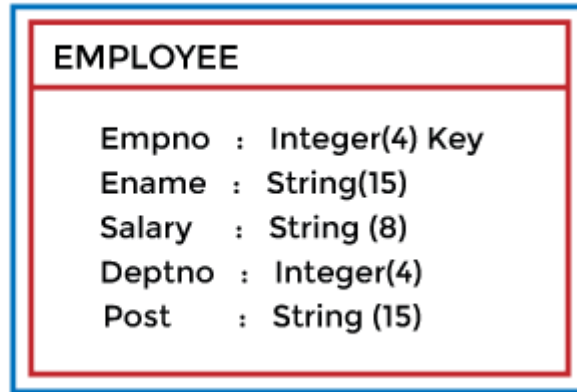 EMPLOYEE
Empno : Integer(4) Key
Ename : String(15)
Salary : String (8)
Deptno : Integer(4)
Post : String (15)